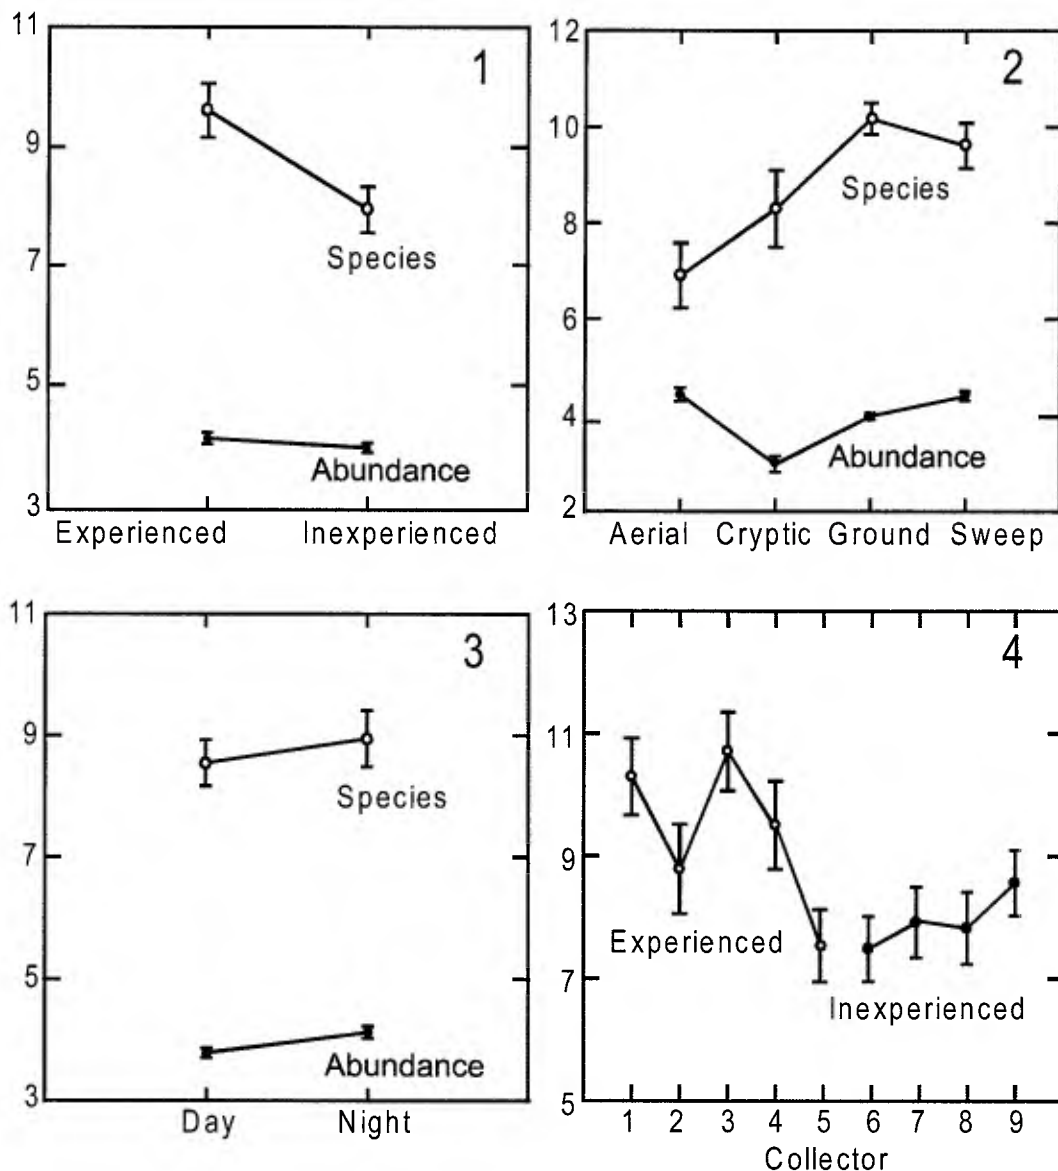 11
9
7
5
3
1
Species
Abundance
Experienced Inexperienced
12
10
8
6
4
2
2
Species
Abundance
Aerial Cryptic Ground Sweep
11
9
7
5
3
3
Species
Abundance
Day Night
13
11
9
7
5
4
Experienced
Inexperienced
1 2 3 4 5 6 7 8 9
Collector